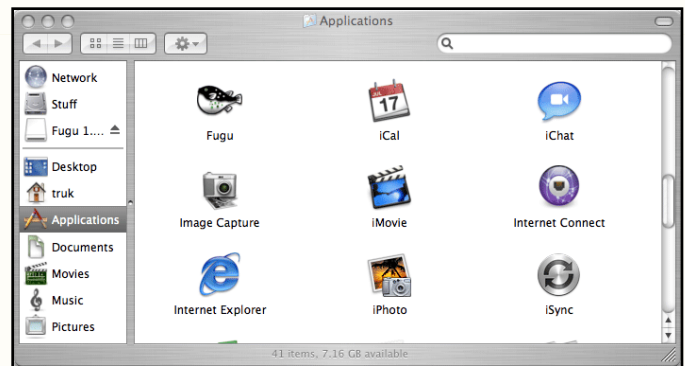 Applications
Network
Stuff
Fugu 1....
Desktop
truk
Applications
Documents
Movies
Music
Pictures
Fugu
JUL 17
iCal
iChat
Image Capture
iMovie
Internet Connect
Internet Explorer
iPhoto
iSync
41 items, 7.16 GB available